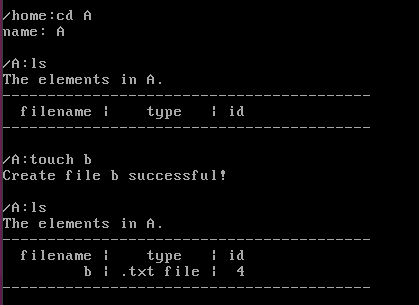 /home:cd A
name: A
/A:ls
The elements in A.
-----------------------------------------
filename ¦ type ¦ id
-----------------------------------------
/A:touch b
Create file b successful!
/A:ls
The elements in A.
-----------------------------------------
filename ¦ type ¦ id
b ¦ .txt file ¦ 4
-----------------------------------------